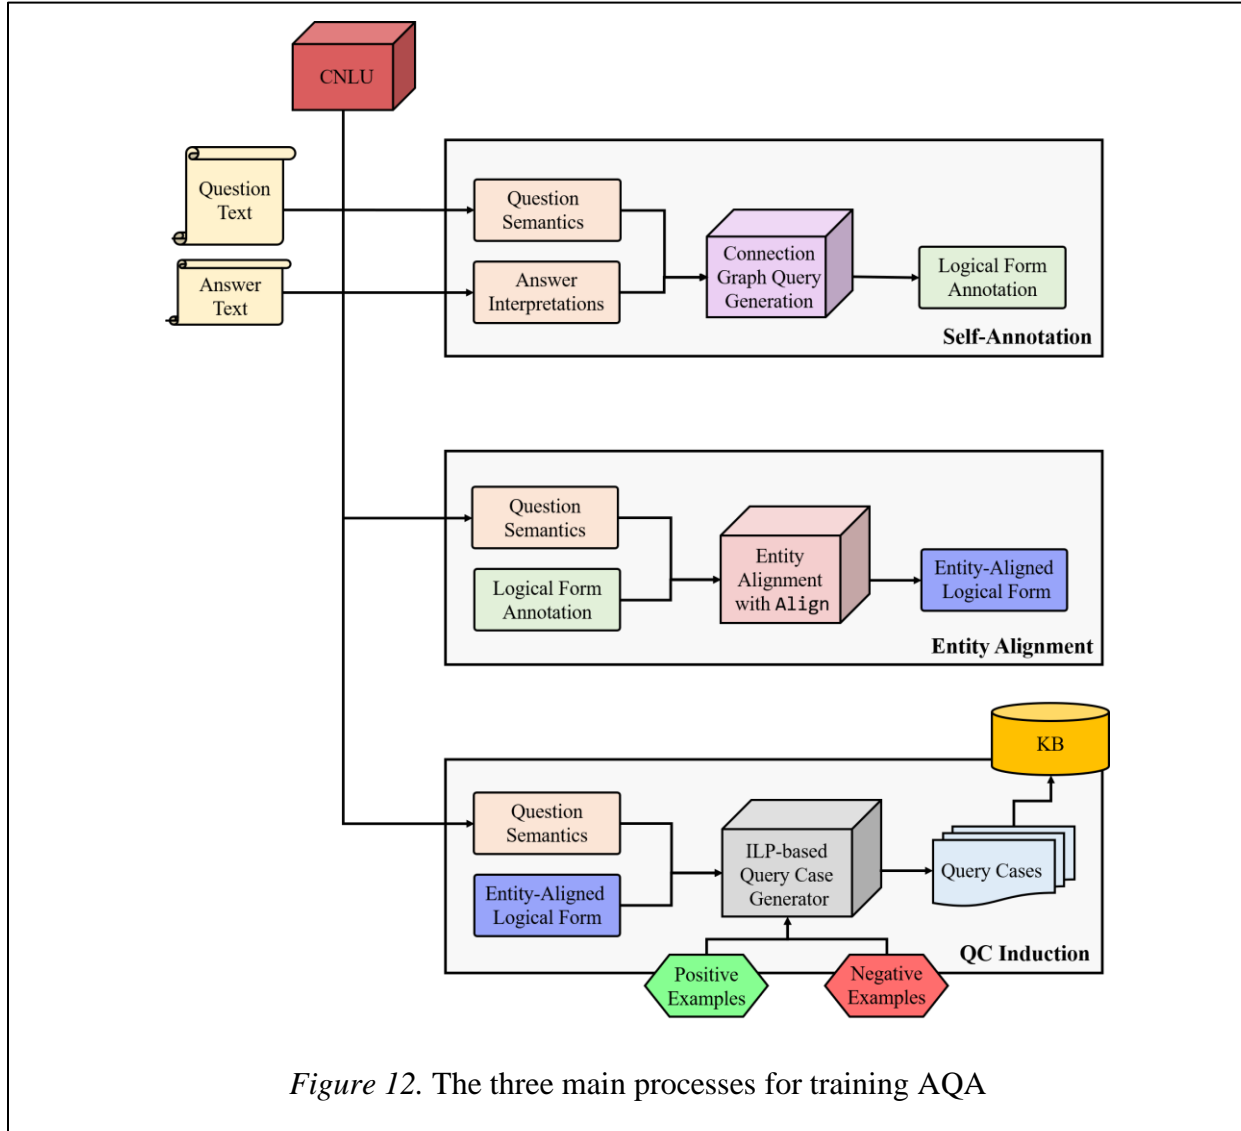 CNLU
Question
Text
Answer
Text
Question
Semantics
Answer
Interpretations
Connection
Graph Query
Generation
Logical Form
Annotation
Self-Annotation
Question
Semantics
Logical Form
Annotation
Entity
Alignment
with Align
Entity-Aligned
Logical Form
Entity Alignment
KB
Question
Semantics
Entity-Aligned
Logical Form
ILP-based
Query Case
Generator
Query Cases
QC Induction
Positive
Examples
Negative
Examples
Figure 12. The three main processes for training AQA